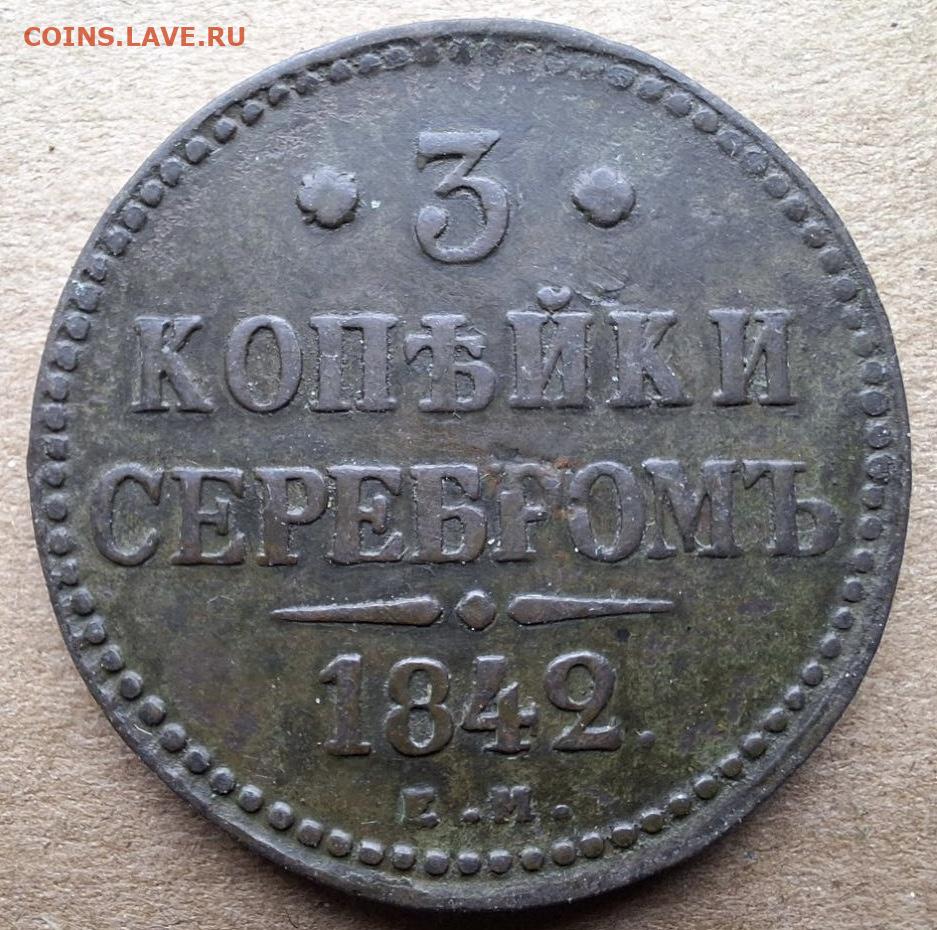 COINS.LAVE.RU
3
КОПѢЙКИ
СЕРЕБРОМЪ
1842.
Е.М.